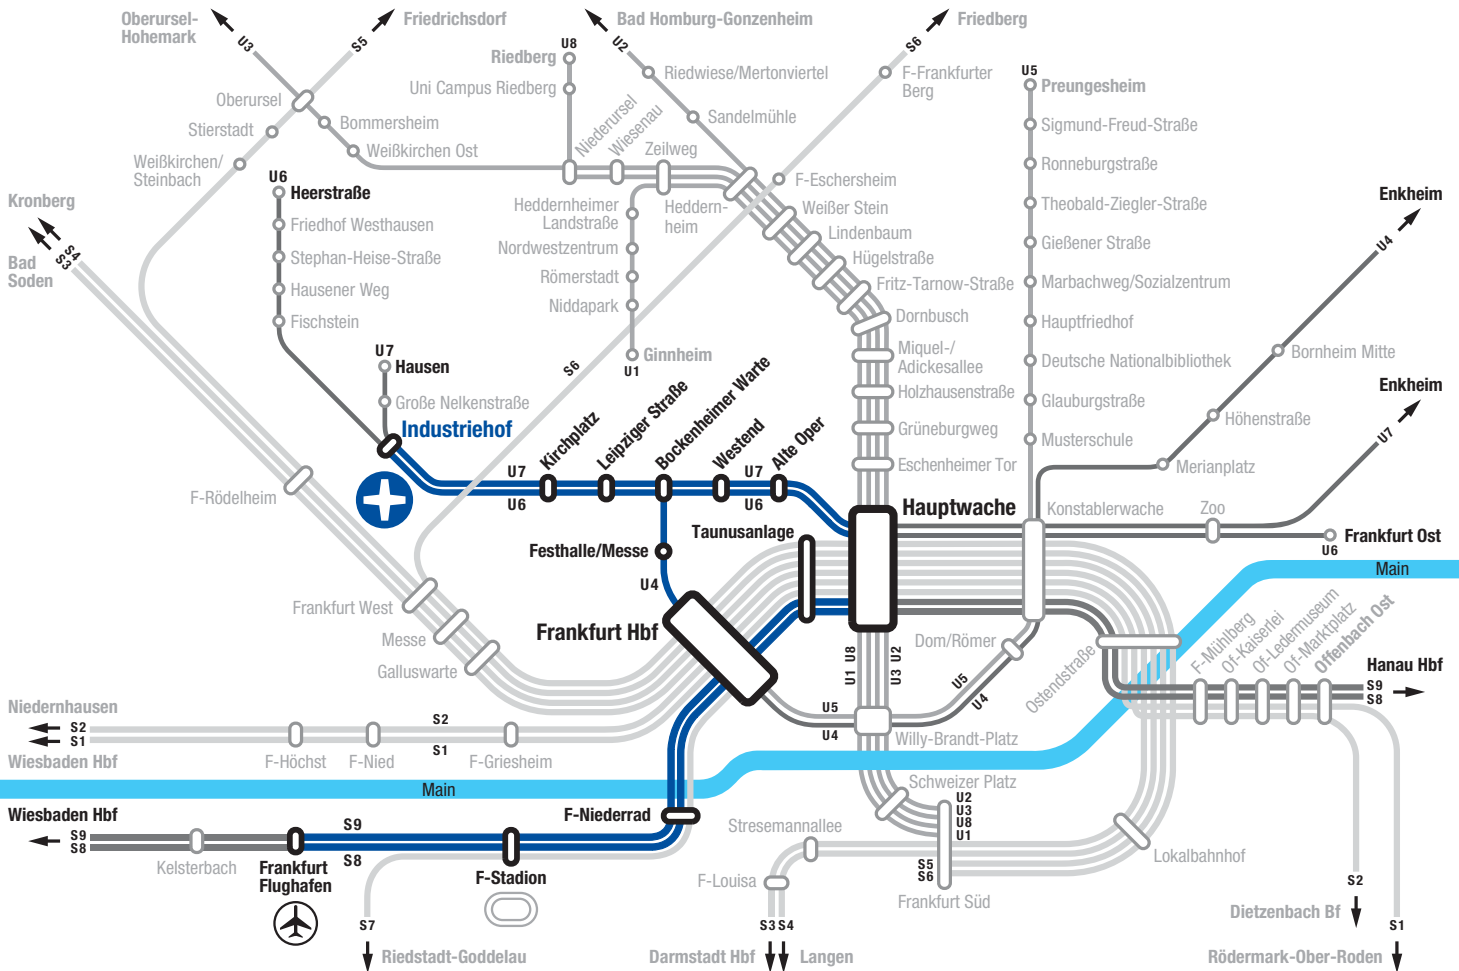 Oberursel-
Hohemark
U3
Friedrichsdorf
S5
Bad Homburg-Gonzenheim
U2
Friedberg
S6
U8
Riedberg
Uni Campus Riedberg
Riedwiese/Mertonviertel
F-Frankfurter
Berg
U5
Preungesheim
Oberursel
Bommersheim
Stierstadt
Weißkirchen Ost
Weißkirchen/
Steinbach
Niederursel
Wiesenau
Zeilweg
Sandelmühle
Sigmund-Freud-Straße
Ronneburgstraße
F-Eschersheim
U6
Heerstraße
Kronberg
S4
S3
Bad
Soden
Friedhof Westhausen
Stephan-Heise-Straße
Hausener Weg
Fischstein
Heddernheimer
Landstraße
Heddern-
heim
Nordwestzentrum
Römerstadt
Niddapark
Ginnheim
U1
Weißer Stein
Lindenbaum
Hügelstraße
Fritz-Tarnow-Straße
Dornbusch
Miquel-/
Adickesallee
Holzhausenstraße
Grüneburgweg
Eschenheimer Tor
Theobald-Ziegler-Straße
Gießener Straße
Marbachweg/Sozialzentrum
Hauptfriedhof
Deutsche Nationalbibliothek
Glauburgstraße
Musterschule
Enkheim
U4
Bornheim Mitte
Höhenstraße
Merianplatz
Enkheim
U7
U7
Hausen
Große Nelkenstraße
Industriehof
S6
Kirchplatz
Leipziger Straße
Bockenheimer Warte
Westend
Alte Oper
U7
U6
U7
U6
F-Rödelheim
Hauptwache
Konstablerwache
Zoo
Frankfurt Ost
U6
Taunusanlage
Festhalle/Messe
U4
Main
Frankfurt West
Messe
Galluswarte
Frankfurt Hbf
Dom/Römer
U1 U8
U3 U2
U5
U4
U5
U4
Willy-Brandt-Platz
Ostendstraße
F-Mühlberg
Of-Kaiserlei
Of-Ledermuseum
Of-Marktplatz
Offenbach Ost
Hanau Hbf
S9
S8
Niedernhausen
S2
S1
Wiesbaden Hbf
S2
S1
F-Höchst
F-Nied
F-Griesheim
Main
Schweizer Platz
U2
U3
U8
U1
S5
S6
Frankfurt Süd
Wiesbaden Hbf
S9
S8
Kelsterbach
Frankfurt
Flughafen
S9
S8
F-Stadion
F-Niederrad
Stresemannallee
F-Louisa
Lokalbahnhof
S7
Riedstadt-Goddelau
Darmstadt Hbf
S3 S4
Langen
S2
Dietzenbach Bf
S1
Rödermark-Ober-Roden